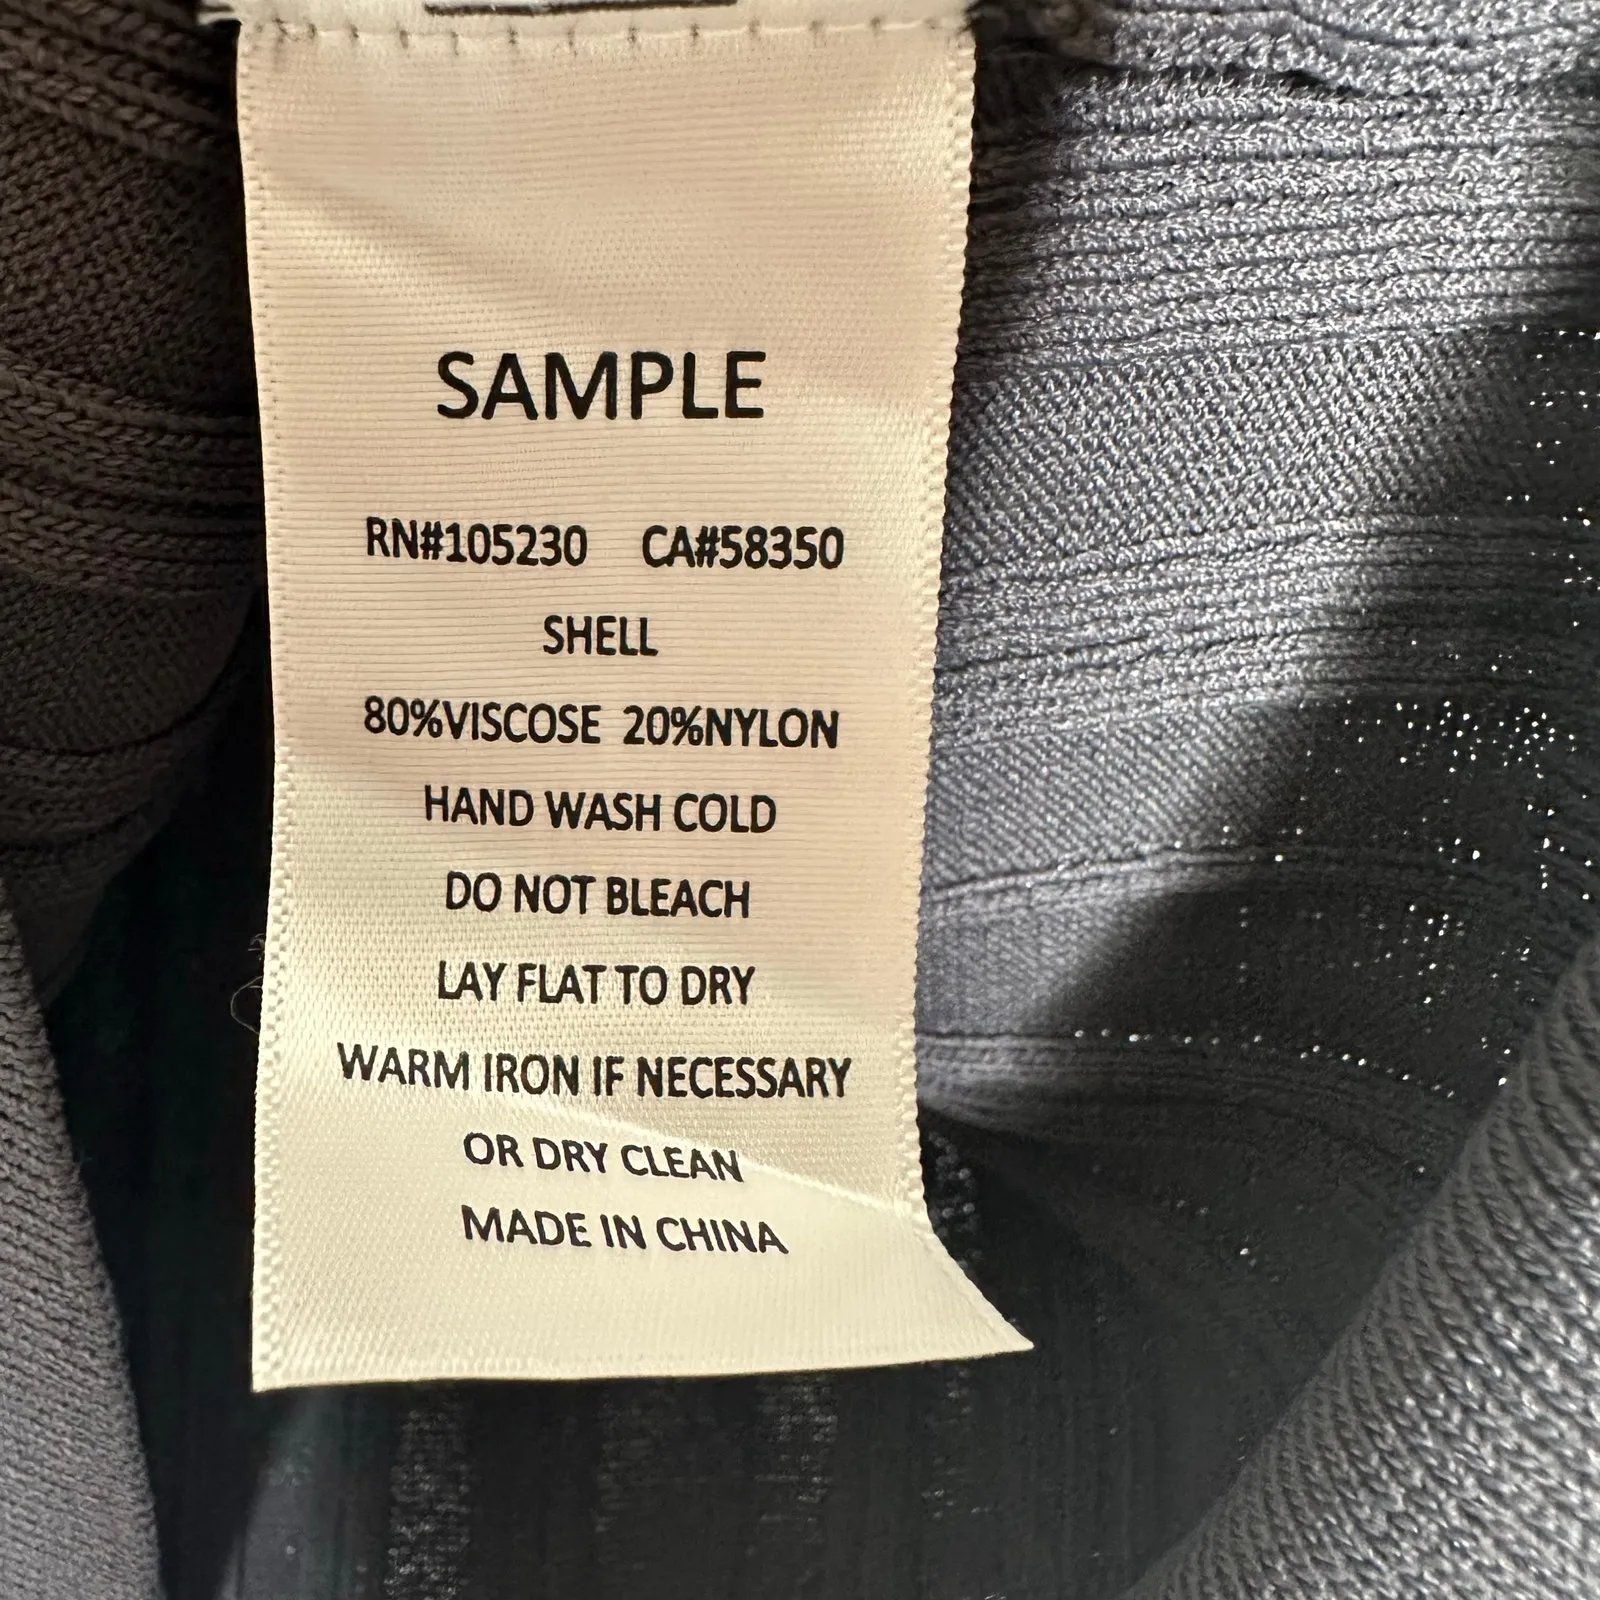 SAMPLE
RN#105230 CA#58350
SHELL
80%VISCOSE 20%NYLON
HAND WASH COLD
DO NOT BLEACH
LAY FLAT TO DRY
WARM IRON IF NECESSARY
OR DRY CLEAN
MADE IN CHINA